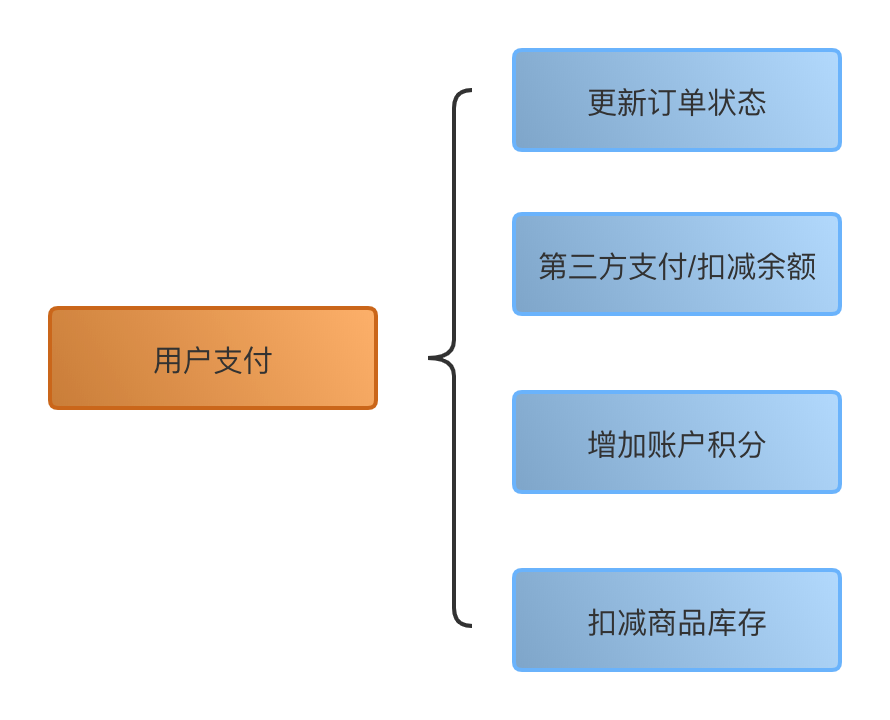 更新订单状态
第三方支付/扣减余额
用户支付
增加账户积分
扣减商品库存